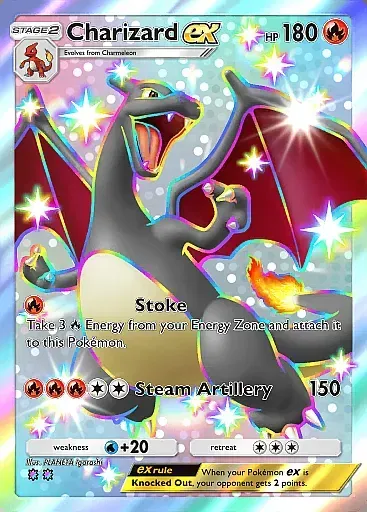 STAGE 2 Charizard ex HP 180
Evolves from Charmeleon
Stoke
Take 3 Energy from your Energy Zone and attach it
to this Pokémon.
Steam Artillery 150
weakness +20 retreat
Illus. PLANETA Igarashi
ex rule When your Pokémon ex is
Knocked Out, your opponent gets 2 points.